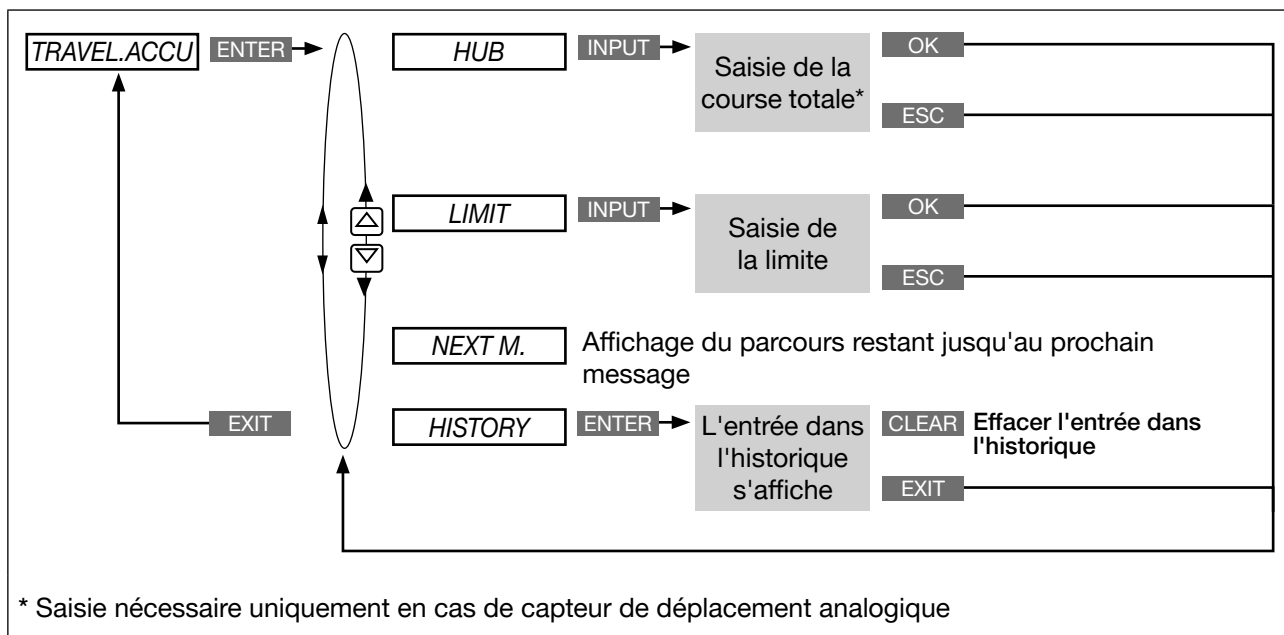 TRAVEL.ACCU ENTER HUB INPUT Saisie de la course totale* OK
ESC
LIMIT INPUT Saisie de la limite OK
ESC
NEXT M. Affichage du parcours restant jusqu'au prochain
message
EXIT HISTORY ENTER L'entrée dans l'historique s'affiche CLEAR Effacer l'entrée dans
l'historique
EXIT
* Saisie nécessaire uniquement en cas de capteur de déplacement analogique